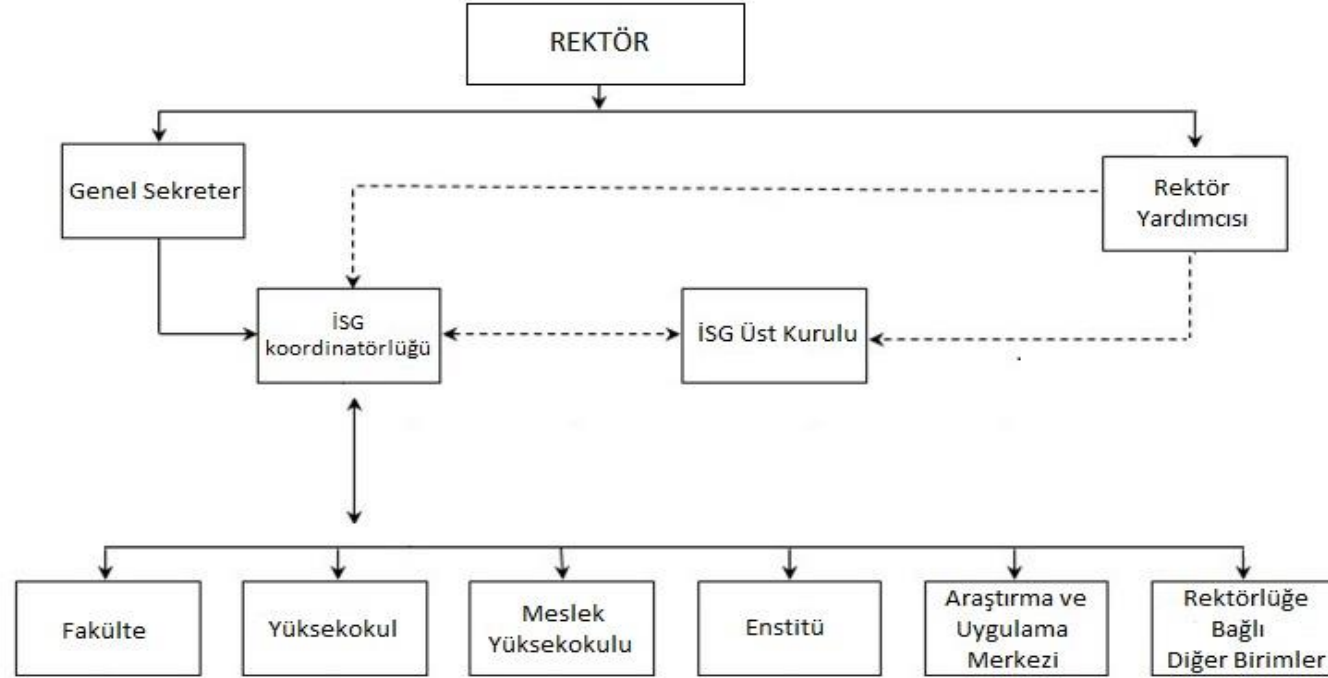 REKTÖR
Genel Sekreter
Rektör
Yardımcısı
İSG
koordinatörlüğü
İSG Üst Kurulu
Fakülte
Yüksekokul
Meslek
Yüksekokulu
Enstitü
Araştırma ve
Uygulama
Merkezi
Rektörlüğe
Bağlı
Diğer Birimler